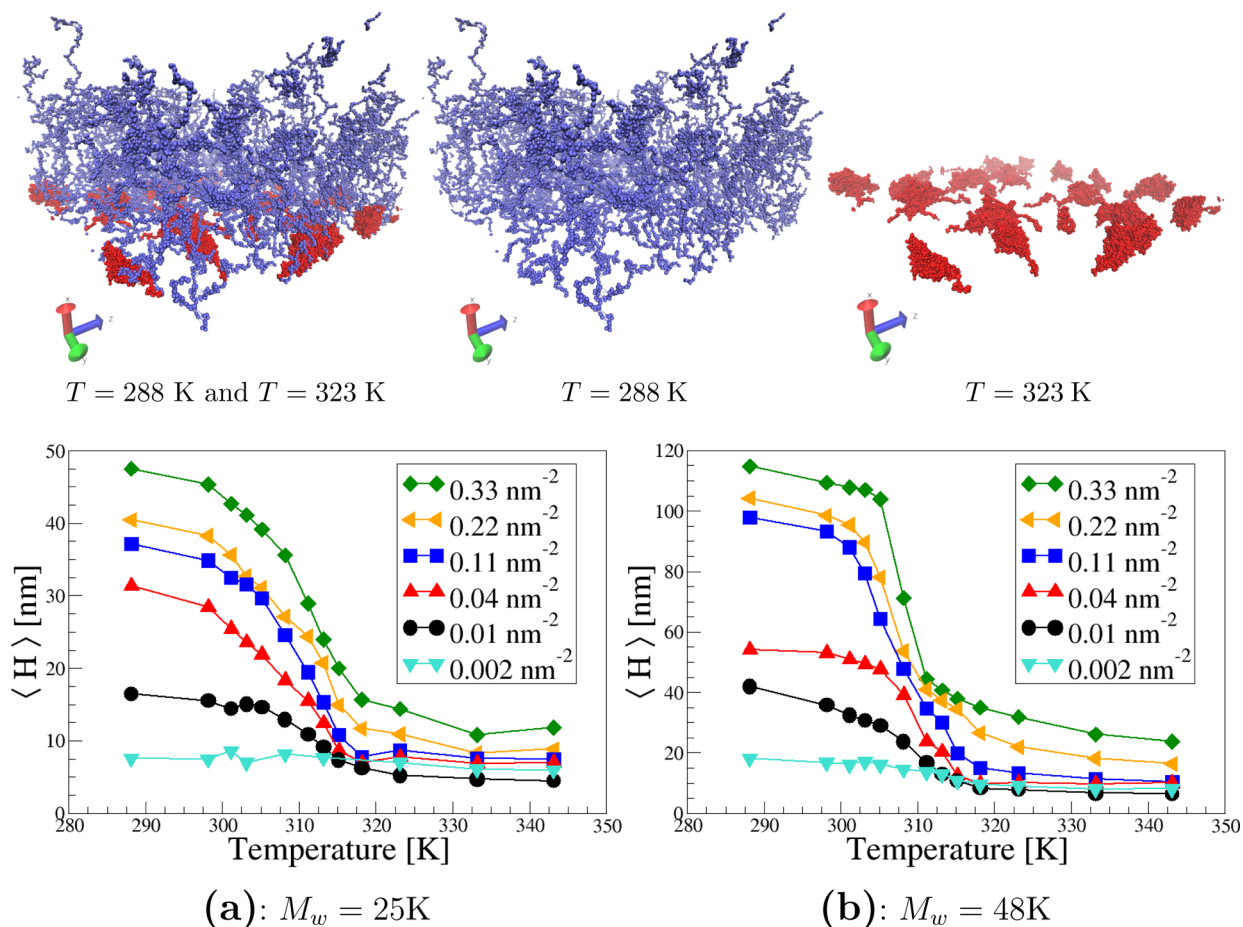 x
z
y
x
z
y
x
z
y
T = 288 K and T = 323 K
T = 288 K
T = 323 K
50
40
30
20
10
0
⟨ H ⟩ [nm]
0.33 nm⁻²
0.22 nm⁻²
0.11 nm⁻²
0.04 nm⁻²
0.01 nm⁻²
0.002 nm⁻²
280 290 300 310 320 330 340 350
Temperature [K]
(a): M_w = 25K
120
100
80
60
40
20
0
⟨ H ⟩ [nm]
0.33 nm⁻²
0.22 nm⁻²
0.11 nm⁻²
0.04 nm⁻²
0.01 nm⁻²
0.002 nm⁻²
280 290 300 310 320 330 340 350
Temperature [K]
(b): M_w = 48K